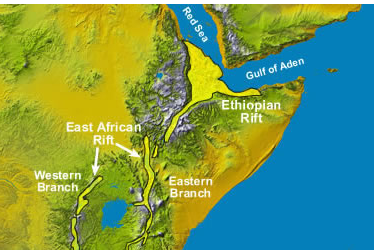 Red Sea
Gulf of Aden
Ethiopian
Rift
East African
Rift
Western
Branch
Eastern
Branch